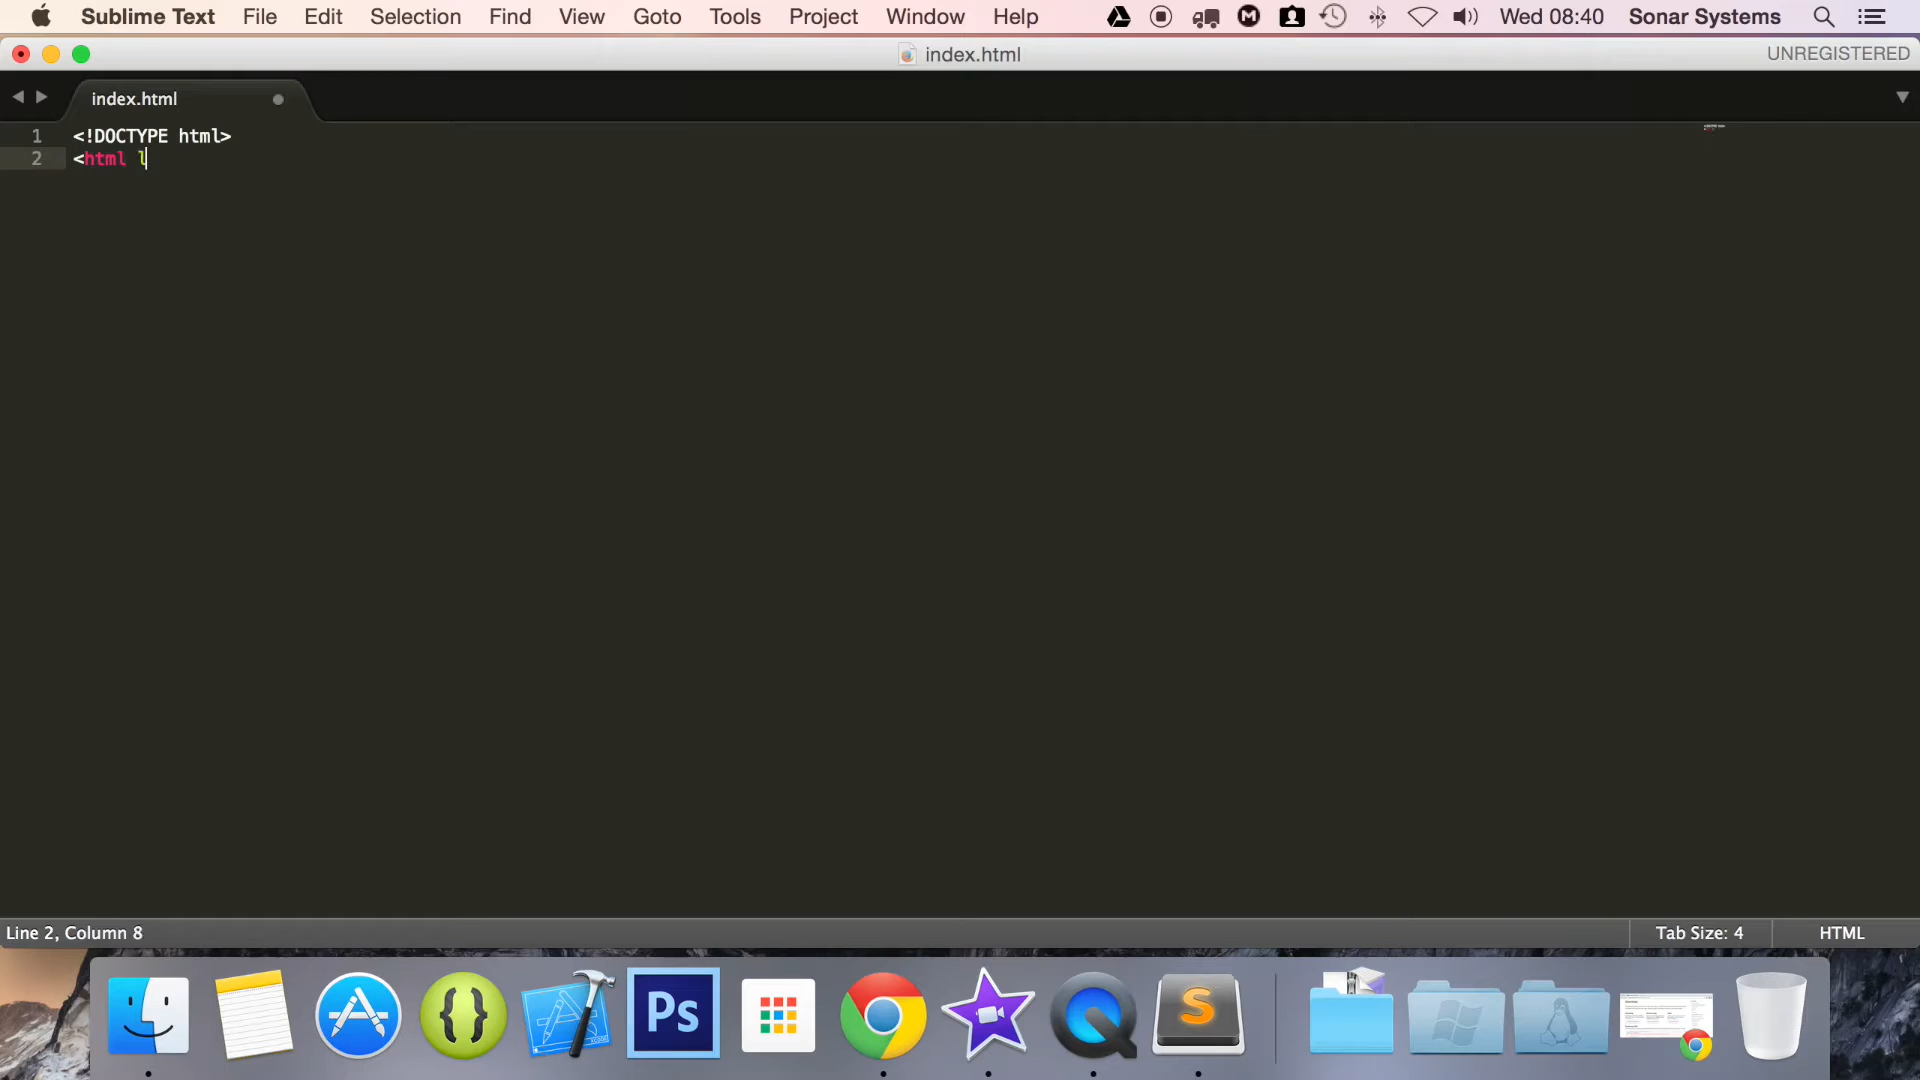 Sublime Text File Edit Selection Find View Goto Tools Project Window Help Wed 08:40 Sonar Systems
index.html UNREGISTERED
index.html
1 <!DOCTYPE html>
2 <html l
Line 2, Column 8 Tab Size: 4 HTML
Ps